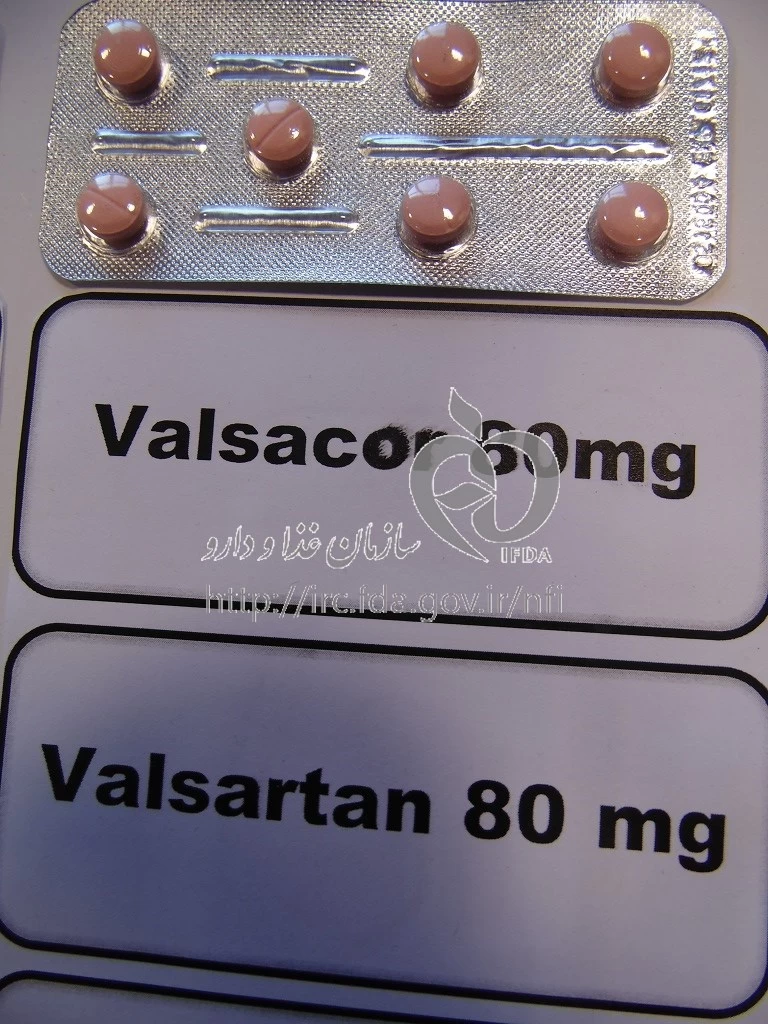 Valsacor 80mg
IFDA
سازمان غذا و دارو
http://irc.fda.gov.ir/nfi
Valsartan 80 mg